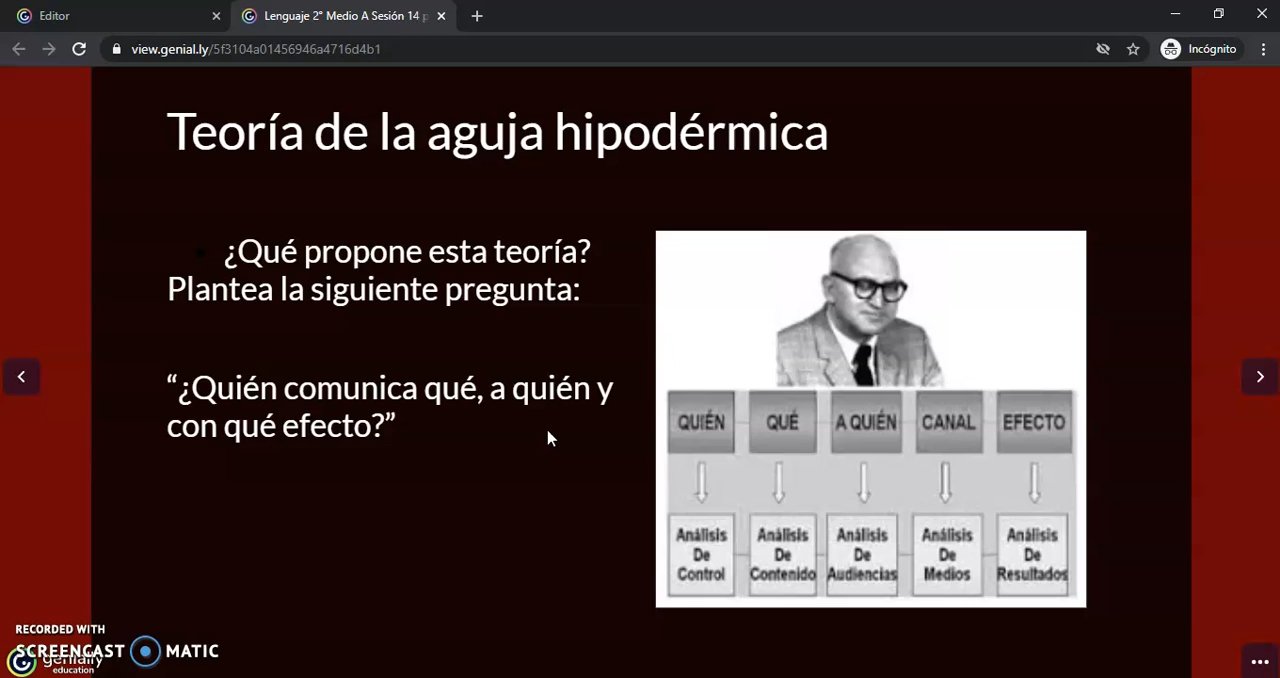 Editor
Lenguaje 2° Medio A Sesión 14 p
view.genial.ly/5f3104a01456946a4716d4b1
Incógnito
Teoría de la aguja hipodérmica
¿Qué propone esta teoría?
Plantea la siguiente pregunta:
“¿Quién comunica qué, a quién y
con qué efecto?”
QUIÉN
QUÉ
A QUIÉN
CANAL
EFECTO
Análisis
De
Control
Análisis
De
Contenido
Análisis
De
Audiencias
Análisis
De
Medios
Análisis
De
Resultados
RECORDED WITH
SCREENCAST MATIC
genially
education